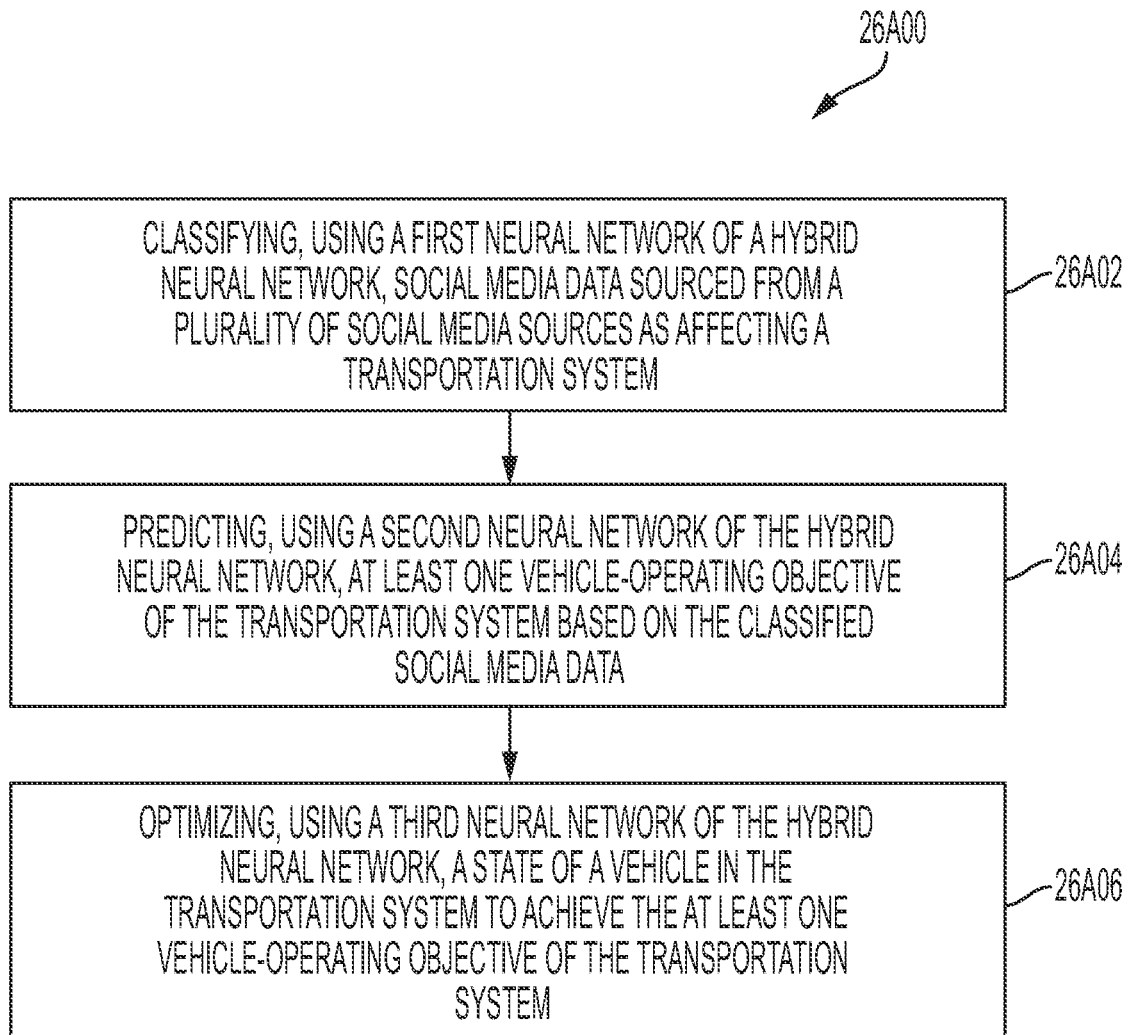 26A00
CLASSIFYING, USING A FIRST NEURAL NETWORK OF A HYBRID
NEURAL NETWORK, SOCIAL MEDIA DATA SOURCED FROM A
PLURALITY OF SOCIAL MEDIA SOURCES AS AFFECTING A
TRANSPORTATION SYSTEM
26A02
PREDICTING, USING A SECOND NEURAL NETWORK OF THE HYBRID
NEURAL NETWORK, AT LEAST ONE VEHICLE-OPERATING OBJECTIVE
OF THE TRANSPORTATION SYSTEM BASED ON THE CLASSIFIED
SOCIAL MEDIA DATA
26A04
OPTIMIZING, USING A THIRD NEURAL NETWORK OF THE HYBRID
NEURAL NETWORK, A STATE OF A VEHICLE IN THE
TRANSPORTATION SYSTEM TO ACHIEVE THE AT LEAST ONE
VEHICLE-OPERATING OBJECTIVE OF THE TRANSPORTATION
SYSTEM
26A06